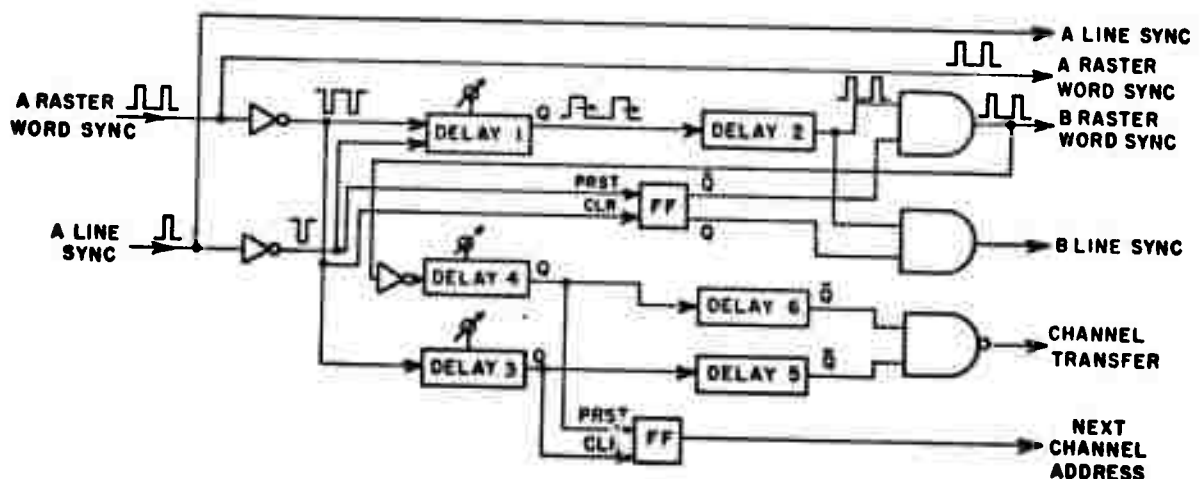 A LINE SYNC
A RASTER
WORD SYNC
A RASTER
WORD SYNC
Q
DELAY 1
DELAY 2
B RASTER
WORD SYNC
PRST
CLR
FF
Q̄
Q
A LINE
SYNC
B LINE SYNC
DELAY 4
Q
DELAY 6
Q̄
CHANNEL
TRANSFER
DELAY 3
Q
DELAY 5
Q̄
PRST
FF
NEXT
CHANNEL
ADDRESS